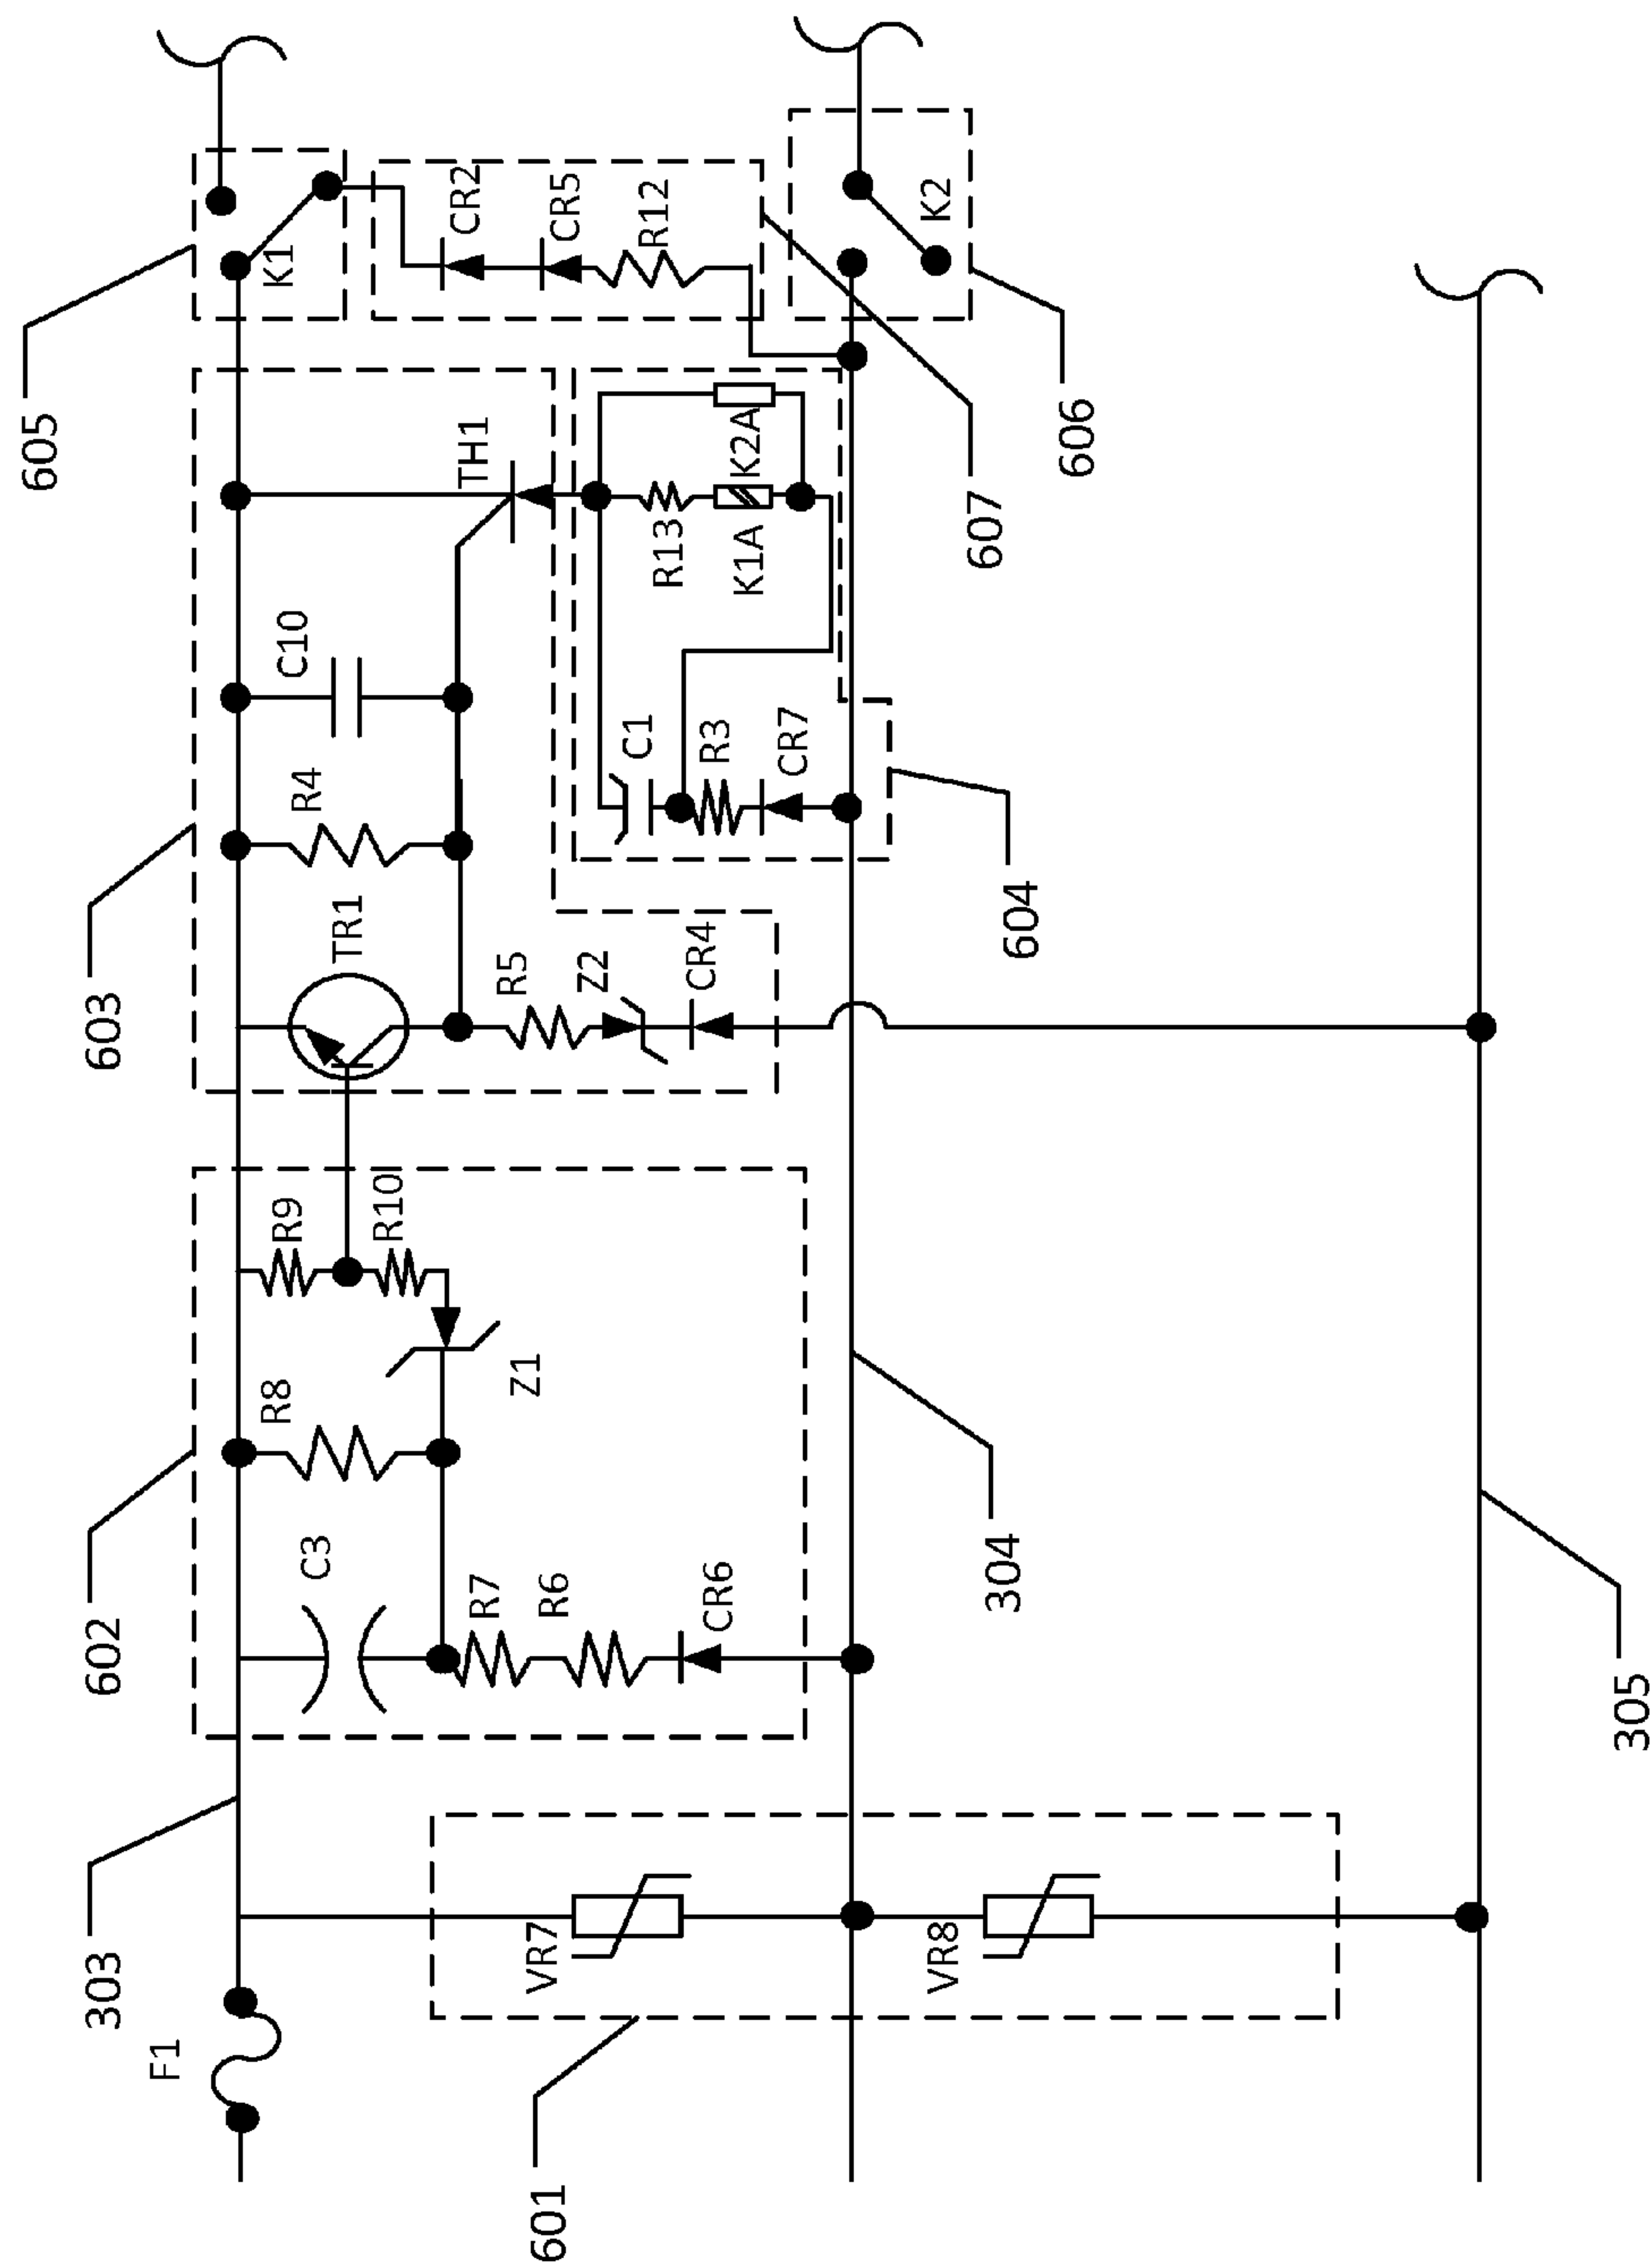 605
603
602
303
F1
K1
TH1
C10
R4
TR1
R9
R10
R8
C3
CR2
CR5
R12
K2
K2A
R13
K1A
C1
R3
CR7
R5
Z2
CR4
Z1
R7
R6
CR6
VR7
VR8
601
606
607
604
304
305